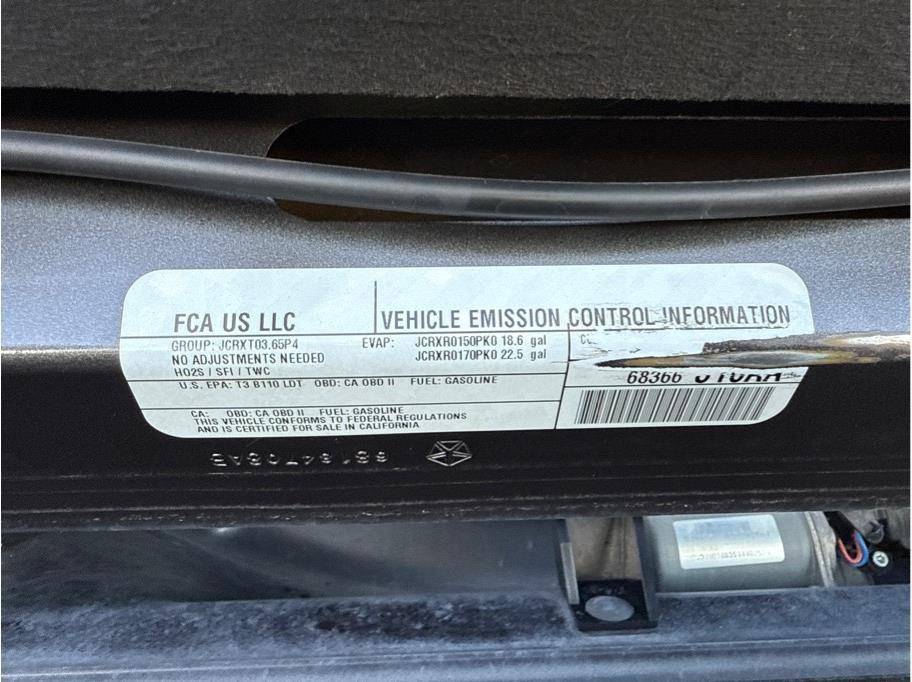 FCA US LLC
VEHICLE EMISSION CONTROL INFORMATION
GROUP: JCRXT03.65P4
EVAP: JCRXR0150PK0 18.6 gal
NO ADJUSTMENTS NEEDED
JCRXR0170PK0 22.5 gal
HO2S / SFI / TWC
U.S. EPA: T3 B110 LDT OBD: CA OBD II FUEL: GASOLINE
68366
CA: OBD: CA OBD II FUEL: GASOLINE
THIS VEHICLE CONFORMS TO FEDERAL REGULATIONS
AND IS CERTIFIED FOR SALE IN CALIFORNIA